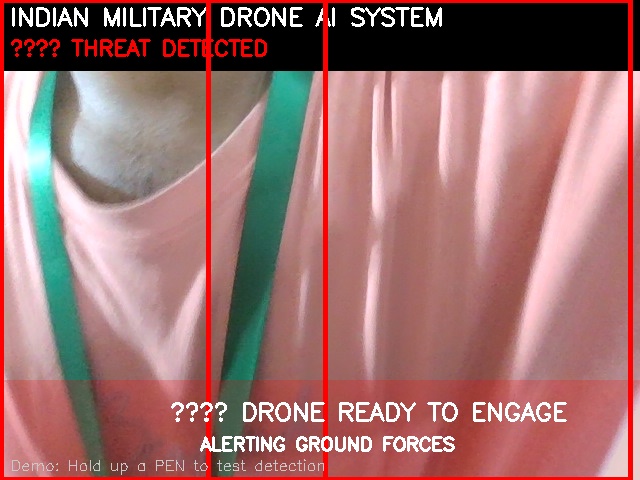 INDIAN MILITARY DRONE AI SYSTEM
???? THREAT DETECTED
???? DRONE READY TO ENGAGE
ALERTING GROUND FORCES
Demo: Hold up a PEN to test detection